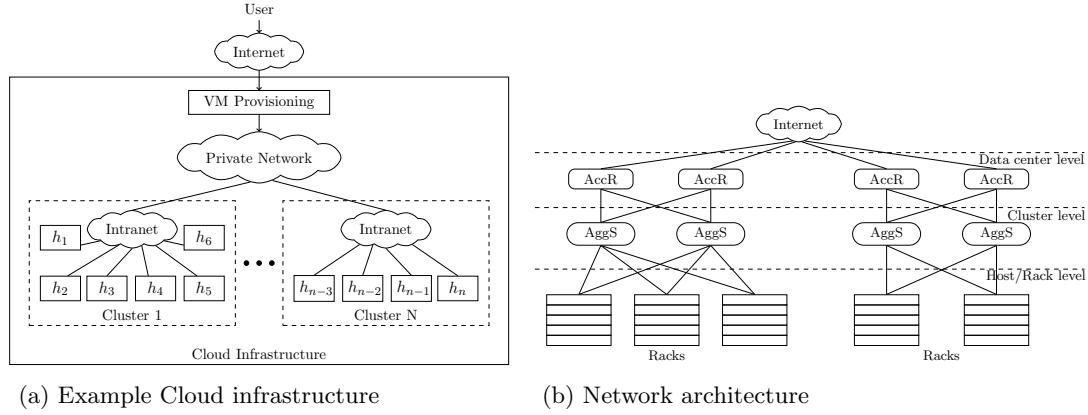 User
Internet
VM Provisioning
Private Network
Intranet
h1
h6
h2
h3
h4
h5
Cluster 1
Intranet
hn−3
hn−2
hn−1
hn
Cluster N
Cloud Infrastructure
(a) Example Cloud infrastructure
Internet
Data center level
AccR AccR AccR AccR
Cluster level
AggS AggS AggS AggS
Host/Rack level
Racks Racks
(b) Network architecture